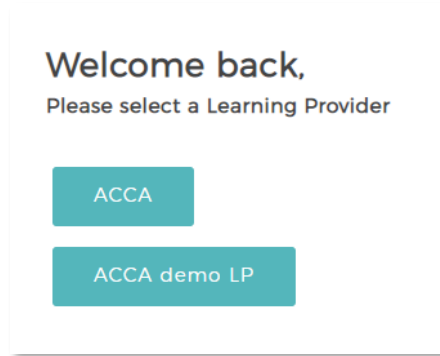 Welcome back,
Please select a Learning Provider
ACCA
ACCA demo LP